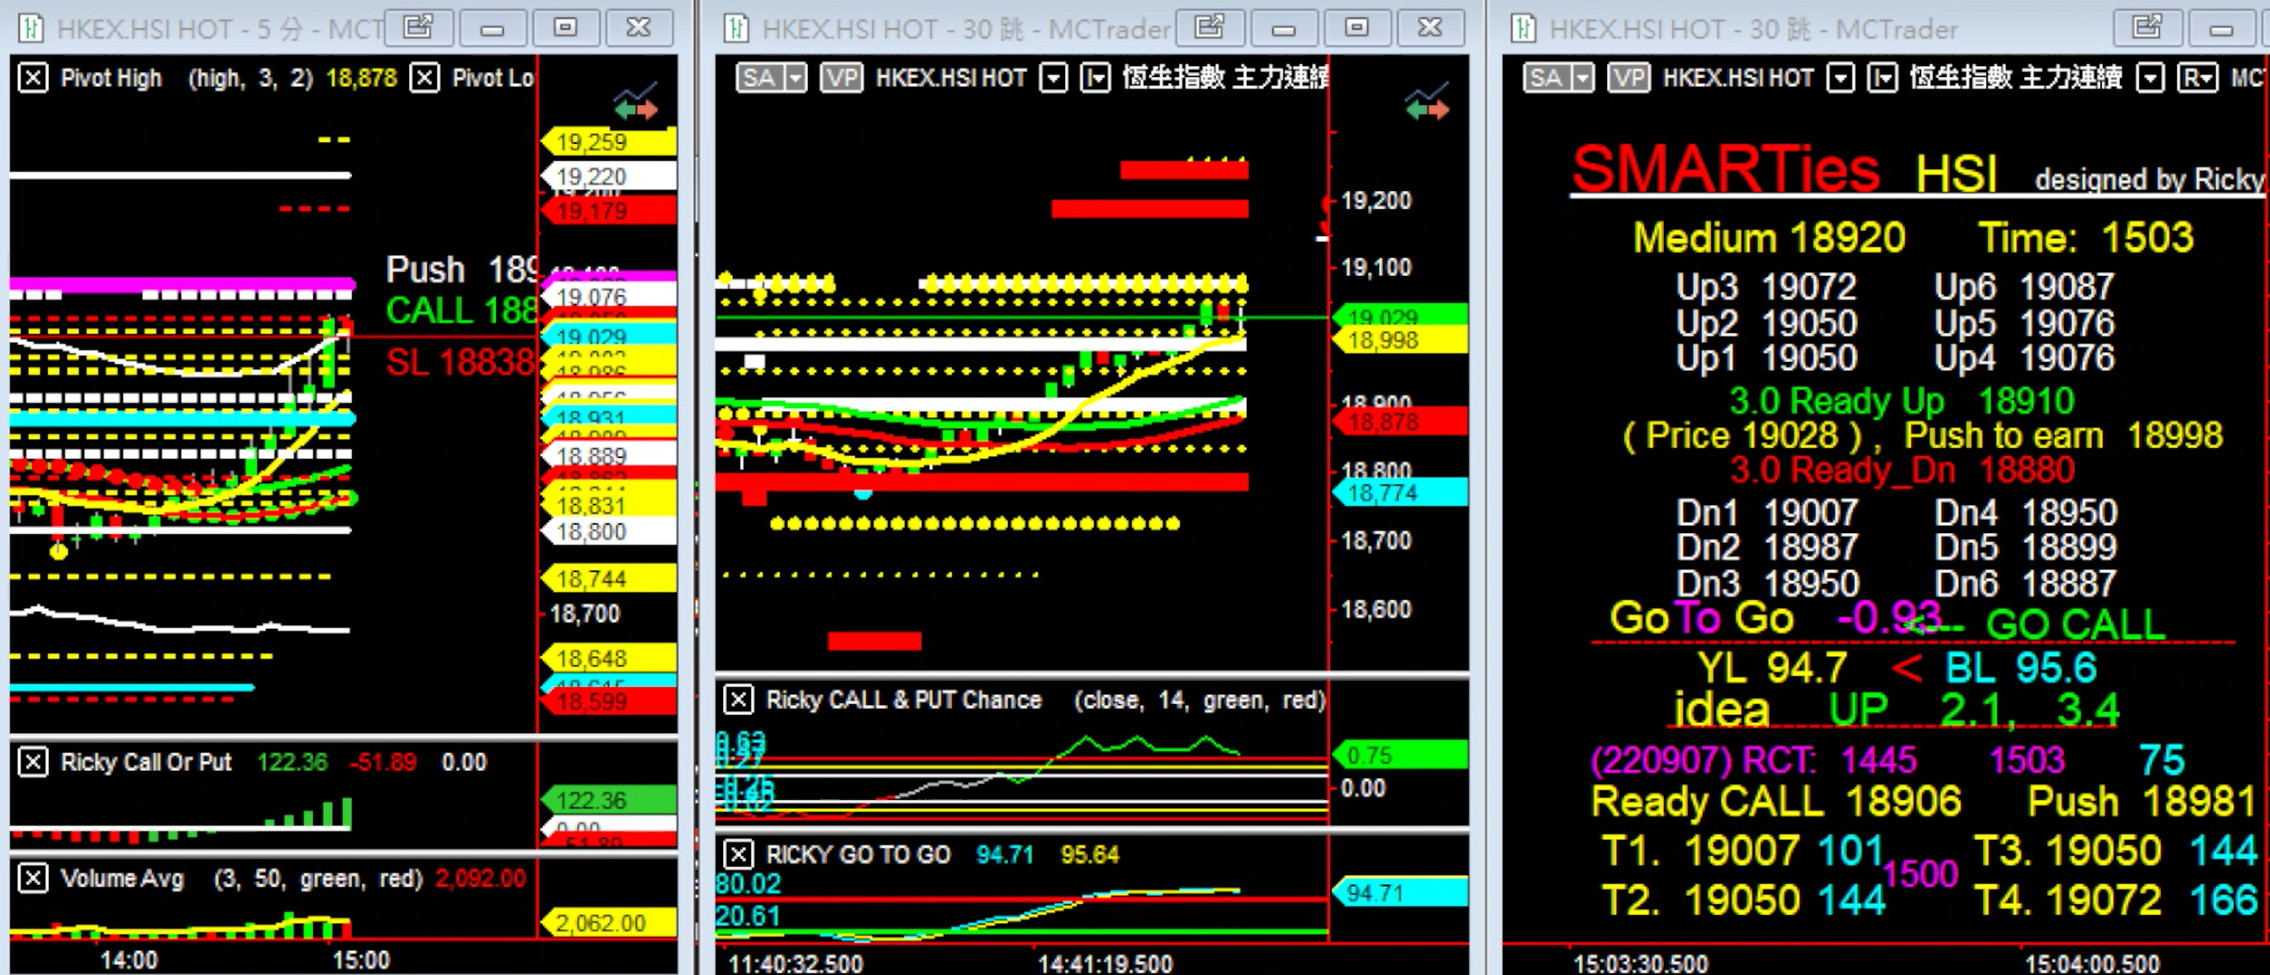 HKEX.HSI HOT - 5 分 - MCT
Pivot High (high, 3, 2) 18,878 Pivot Lo
19,259
19,220
19,179
Push 189
19.076
CALL 188
19.029
SL 18838
18.931
18.889
18,831
18,800
18,744
18,700
18,648
18,599
Ricky Call Or Put 122.36 -51.89 0.00
122.36
Volume Avg (3, 50, green, red) 2,092.00
2,062.00
14:00 15:00
HKEX.HSI HOT - 30 跳 - MCTrader
SA VP HKEX.HSI HOT I 恆生指數 主力連續
19,200
19,100
19.029
18,998
18,900
18,878
18,800
18,774
18,700
18,600
Ricky CALL & PUT Chance (close, 14, green, red)
0.75
0.00
RICKY GO TO GO 94.71 95.64
80.02
94.71
20.61
11:40:32.500 14:41:19.500
HKEX.HSI HOT - 30 跳 - MCTrader
SA VP HKEX.HSI HOT I 恆生指數 主力連續 R MC
SMARTies HSI designed by Ricky
Medium 18920 Time: 1503
Up3 19072 Up6 19087
Up2 19050 Up5 19076
Up1 19050 Up4 19076
3.0 Ready Up 18910
( Price 19028 ) , Push to earn 18998
3.0 Ready_Dn 18880
Dn1 19007 Dn4 18950
Dn2 18987 Dn5 18899
Dn3 18950 Dn6 18887
GoTo Go -0.93 <--- GO CALL
YL 94.7 < BL 95.6
idea UP 2.1, 3.4
(220907) RCT: 1445 1503 75
Ready CALL 18906 Push 18981
T1. 19007 101 T3. 19050 144
1500
T2. 19050 144 T4. 19072 166
15:03:30.500 15:04:00.500